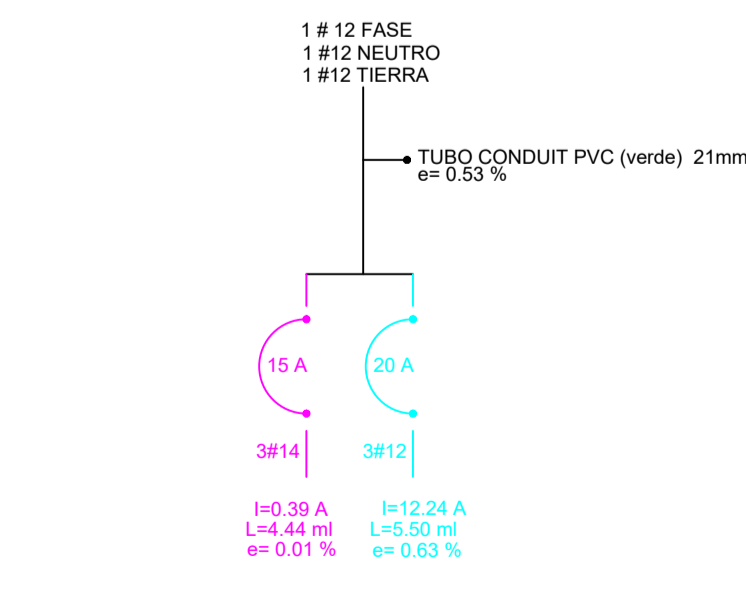 1 # 12 FASE
1 #12 NEUTRO
1 #12 TIERRA
TUBO CONDUIT PVC (verde) 21mm
e= 0.53 %
15 A
20 A
3#14
3#12
I=0.39 A
L=4.44 ml
e= 0.01 %
I=12.24 A
L=5.50 ml
e= 0.63 %